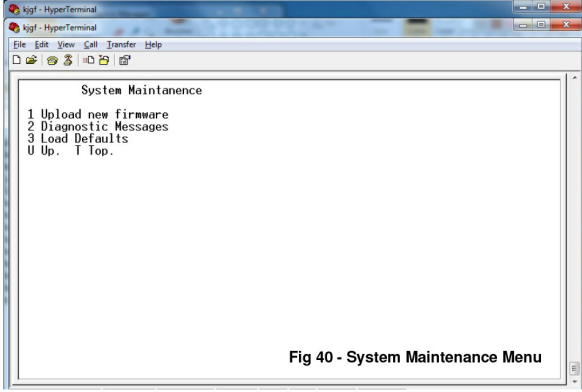 kjgf - HyperTerminal
kjgf - HyperTerminal
File Edit View Call Transfer Help
System Maintanence
1 Upload new firmware
2 Diagnostic Messages
3 Load Defaults
U Up. T Top.
Fig 40 - System Maintenance Menu